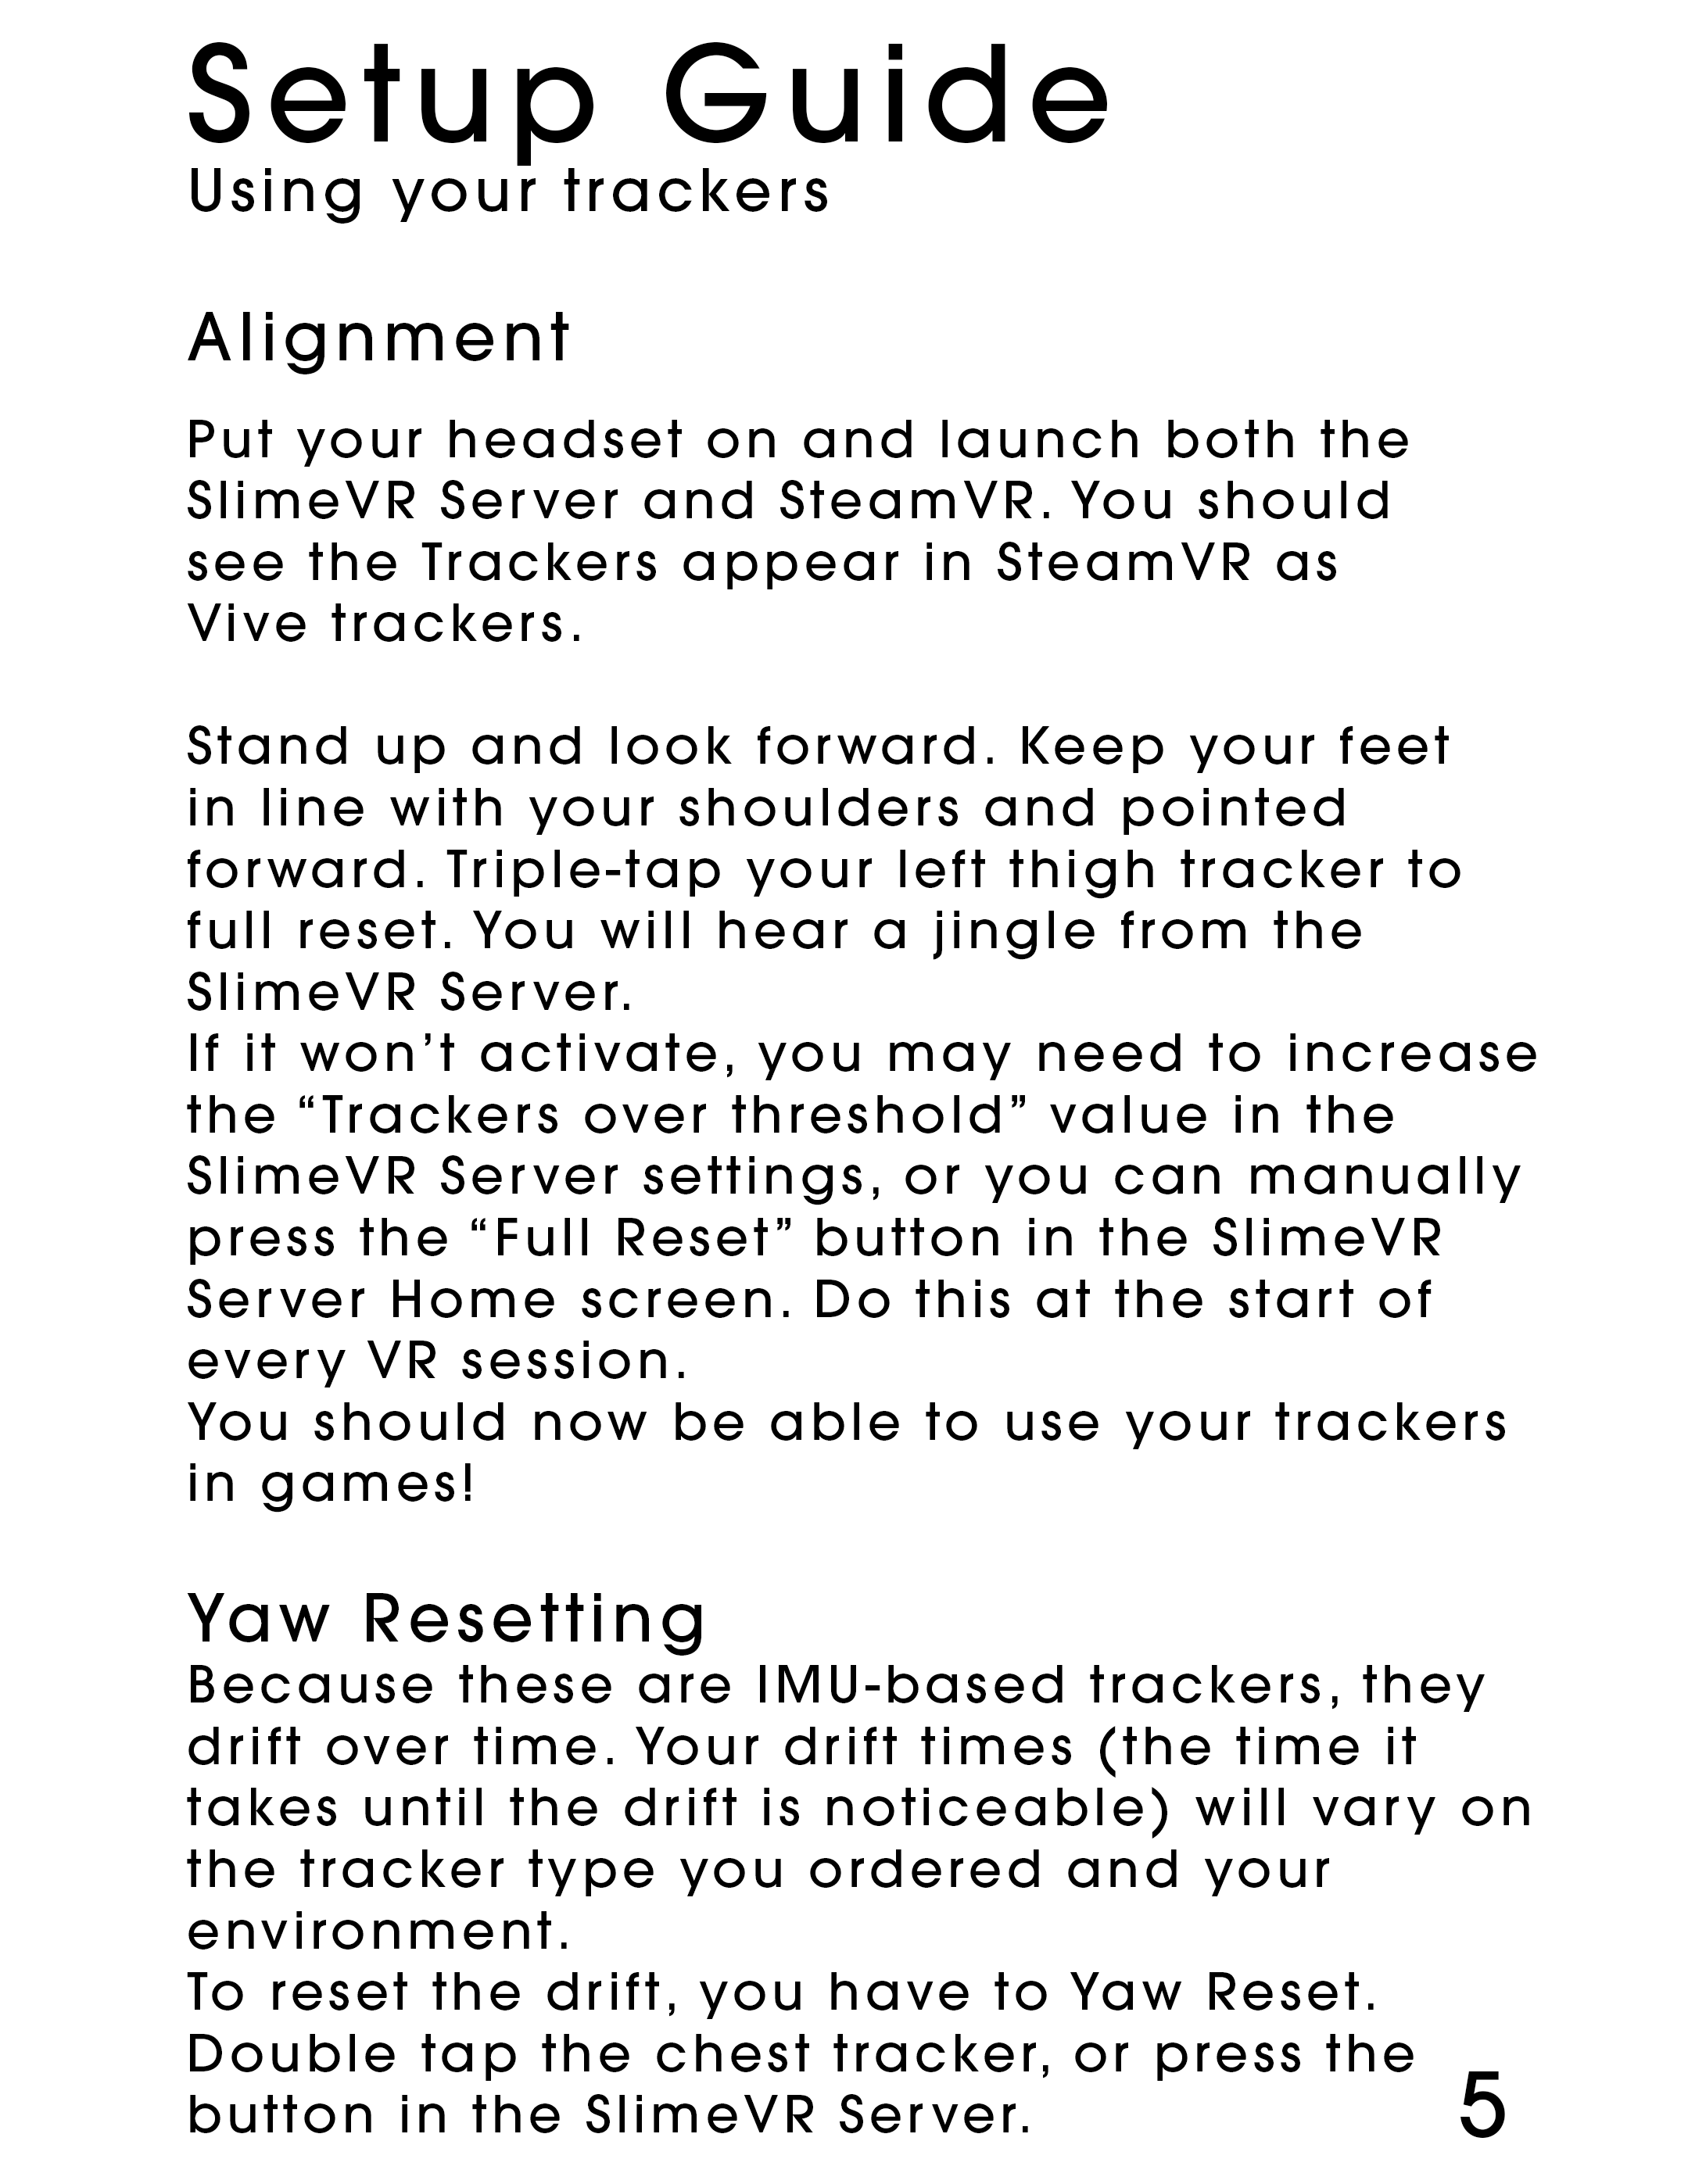 Setup Guide
Using your trackers
Alignment
Put your headset on and launch both the
SlimeVR Server and SteamVR. You should
see the Trackers appear in SteamVR as
Vive trackers.
Stand up and look forward. Keep your feet
in line with your shoulders and pointed
forward. Triple-tap your left thigh tracker to
full reset. You will hear a jingle from the
SlimeVR Server.
If it won’t activate, you may need to increase
the “Trackers over threshold” value in the
SlimeVR Server settings, or you can manually
press the “Full Reset” button in the SlimeVR
Server Home screen. Do this at the start of
every VR session.
You should now be able to use your trackers
in games!
Yaw Resetting
Because these are IMU-based trackers, they
drift over time. Your drift times (the time it
takes until the drift is noticeable) will vary on
the tracker type you ordered and your
environment.
To reset the drift, you have to Yaw Reset.
Double tap the chest tracker, or press the
button in the SlimeVR Server.
5